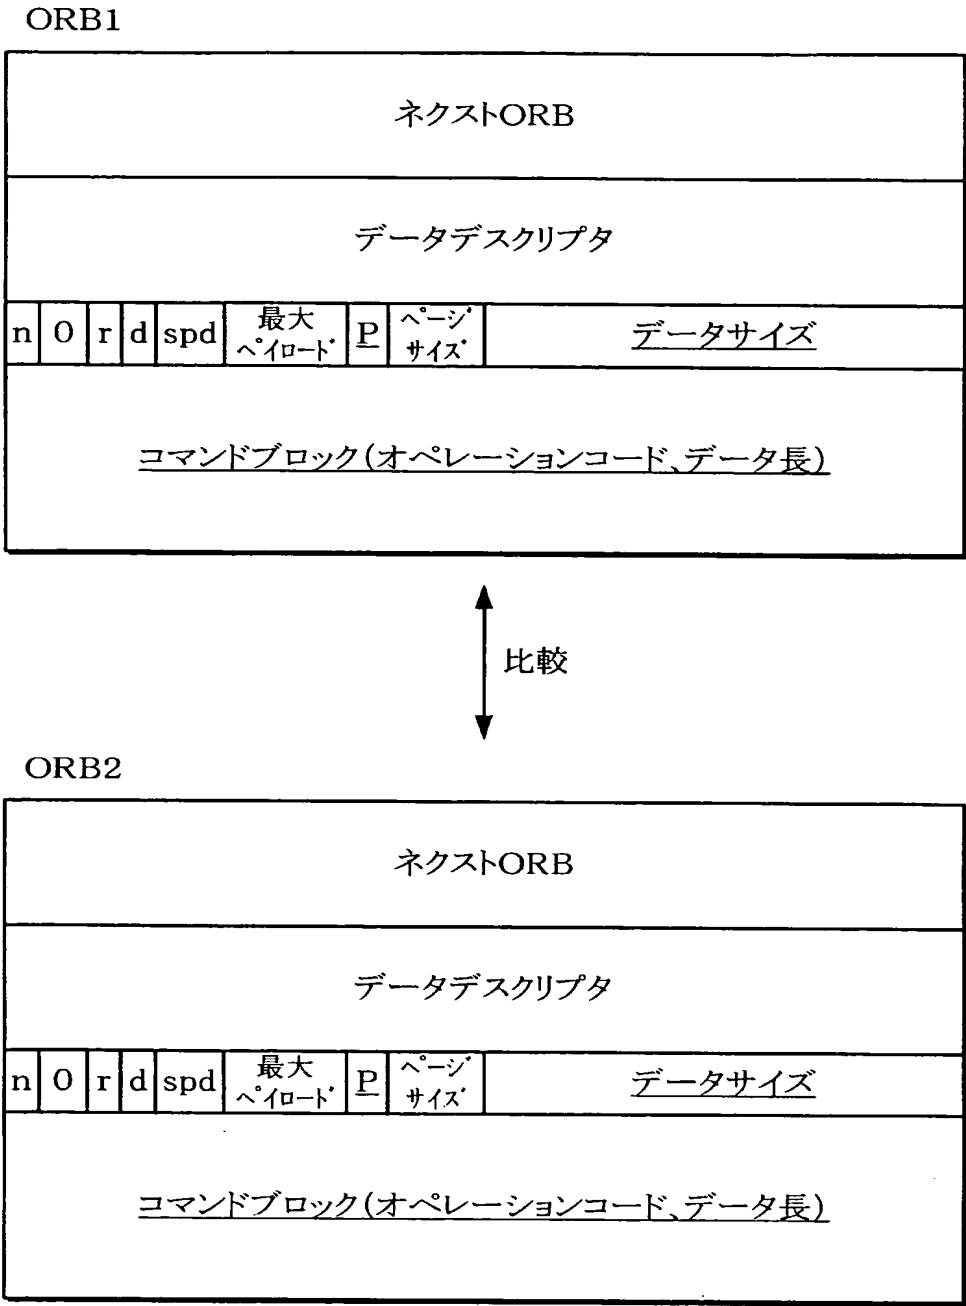 ORB1
ネクストORB
データデスクリプタ
n 0 r d spd 最大ペイロード P ページサイズ データサイズ
コマンドブロック(オペレーションコード、データ長)
比較
ORB2
ネクストORB
データデスクリプタ
n 0 r d spd 最大ペイロード P ページサイズ データサイズ
コマンドブロック(オペレーションコード、データ長)